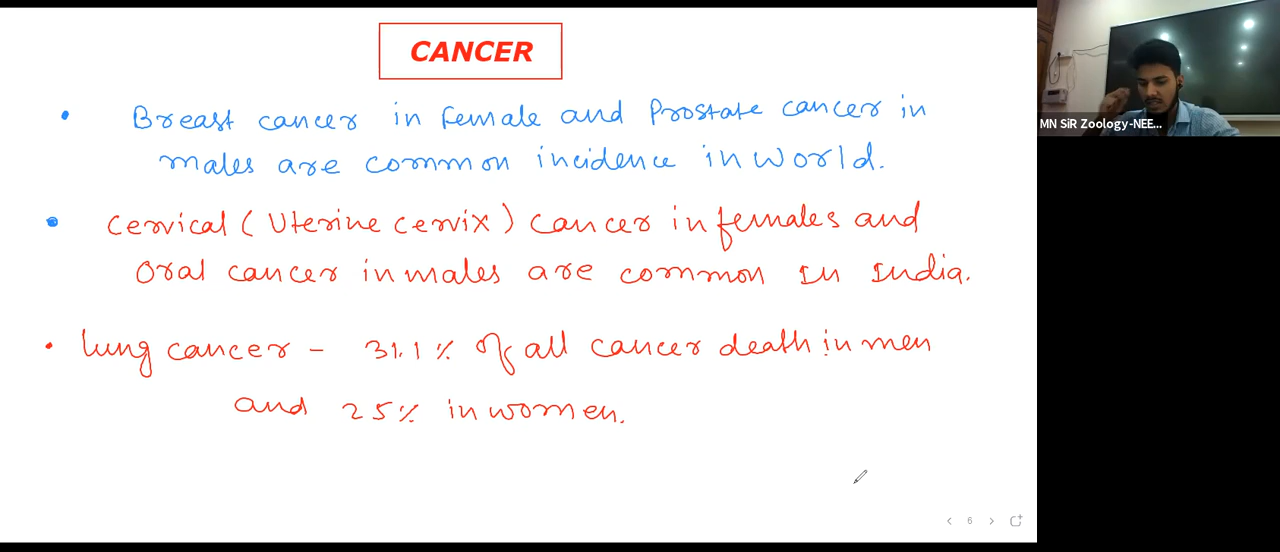 CANCER
• Breast cancer in female and Prostate cancer in
males are common incidence in world.
• Cervical (Uterine cervix) cancer in females and
Oral cancer in males are common in India.
• Lung cancer – 31.1% of all cancer death in men
and 25% in women.
MN SiR Zoology-NEE...
6